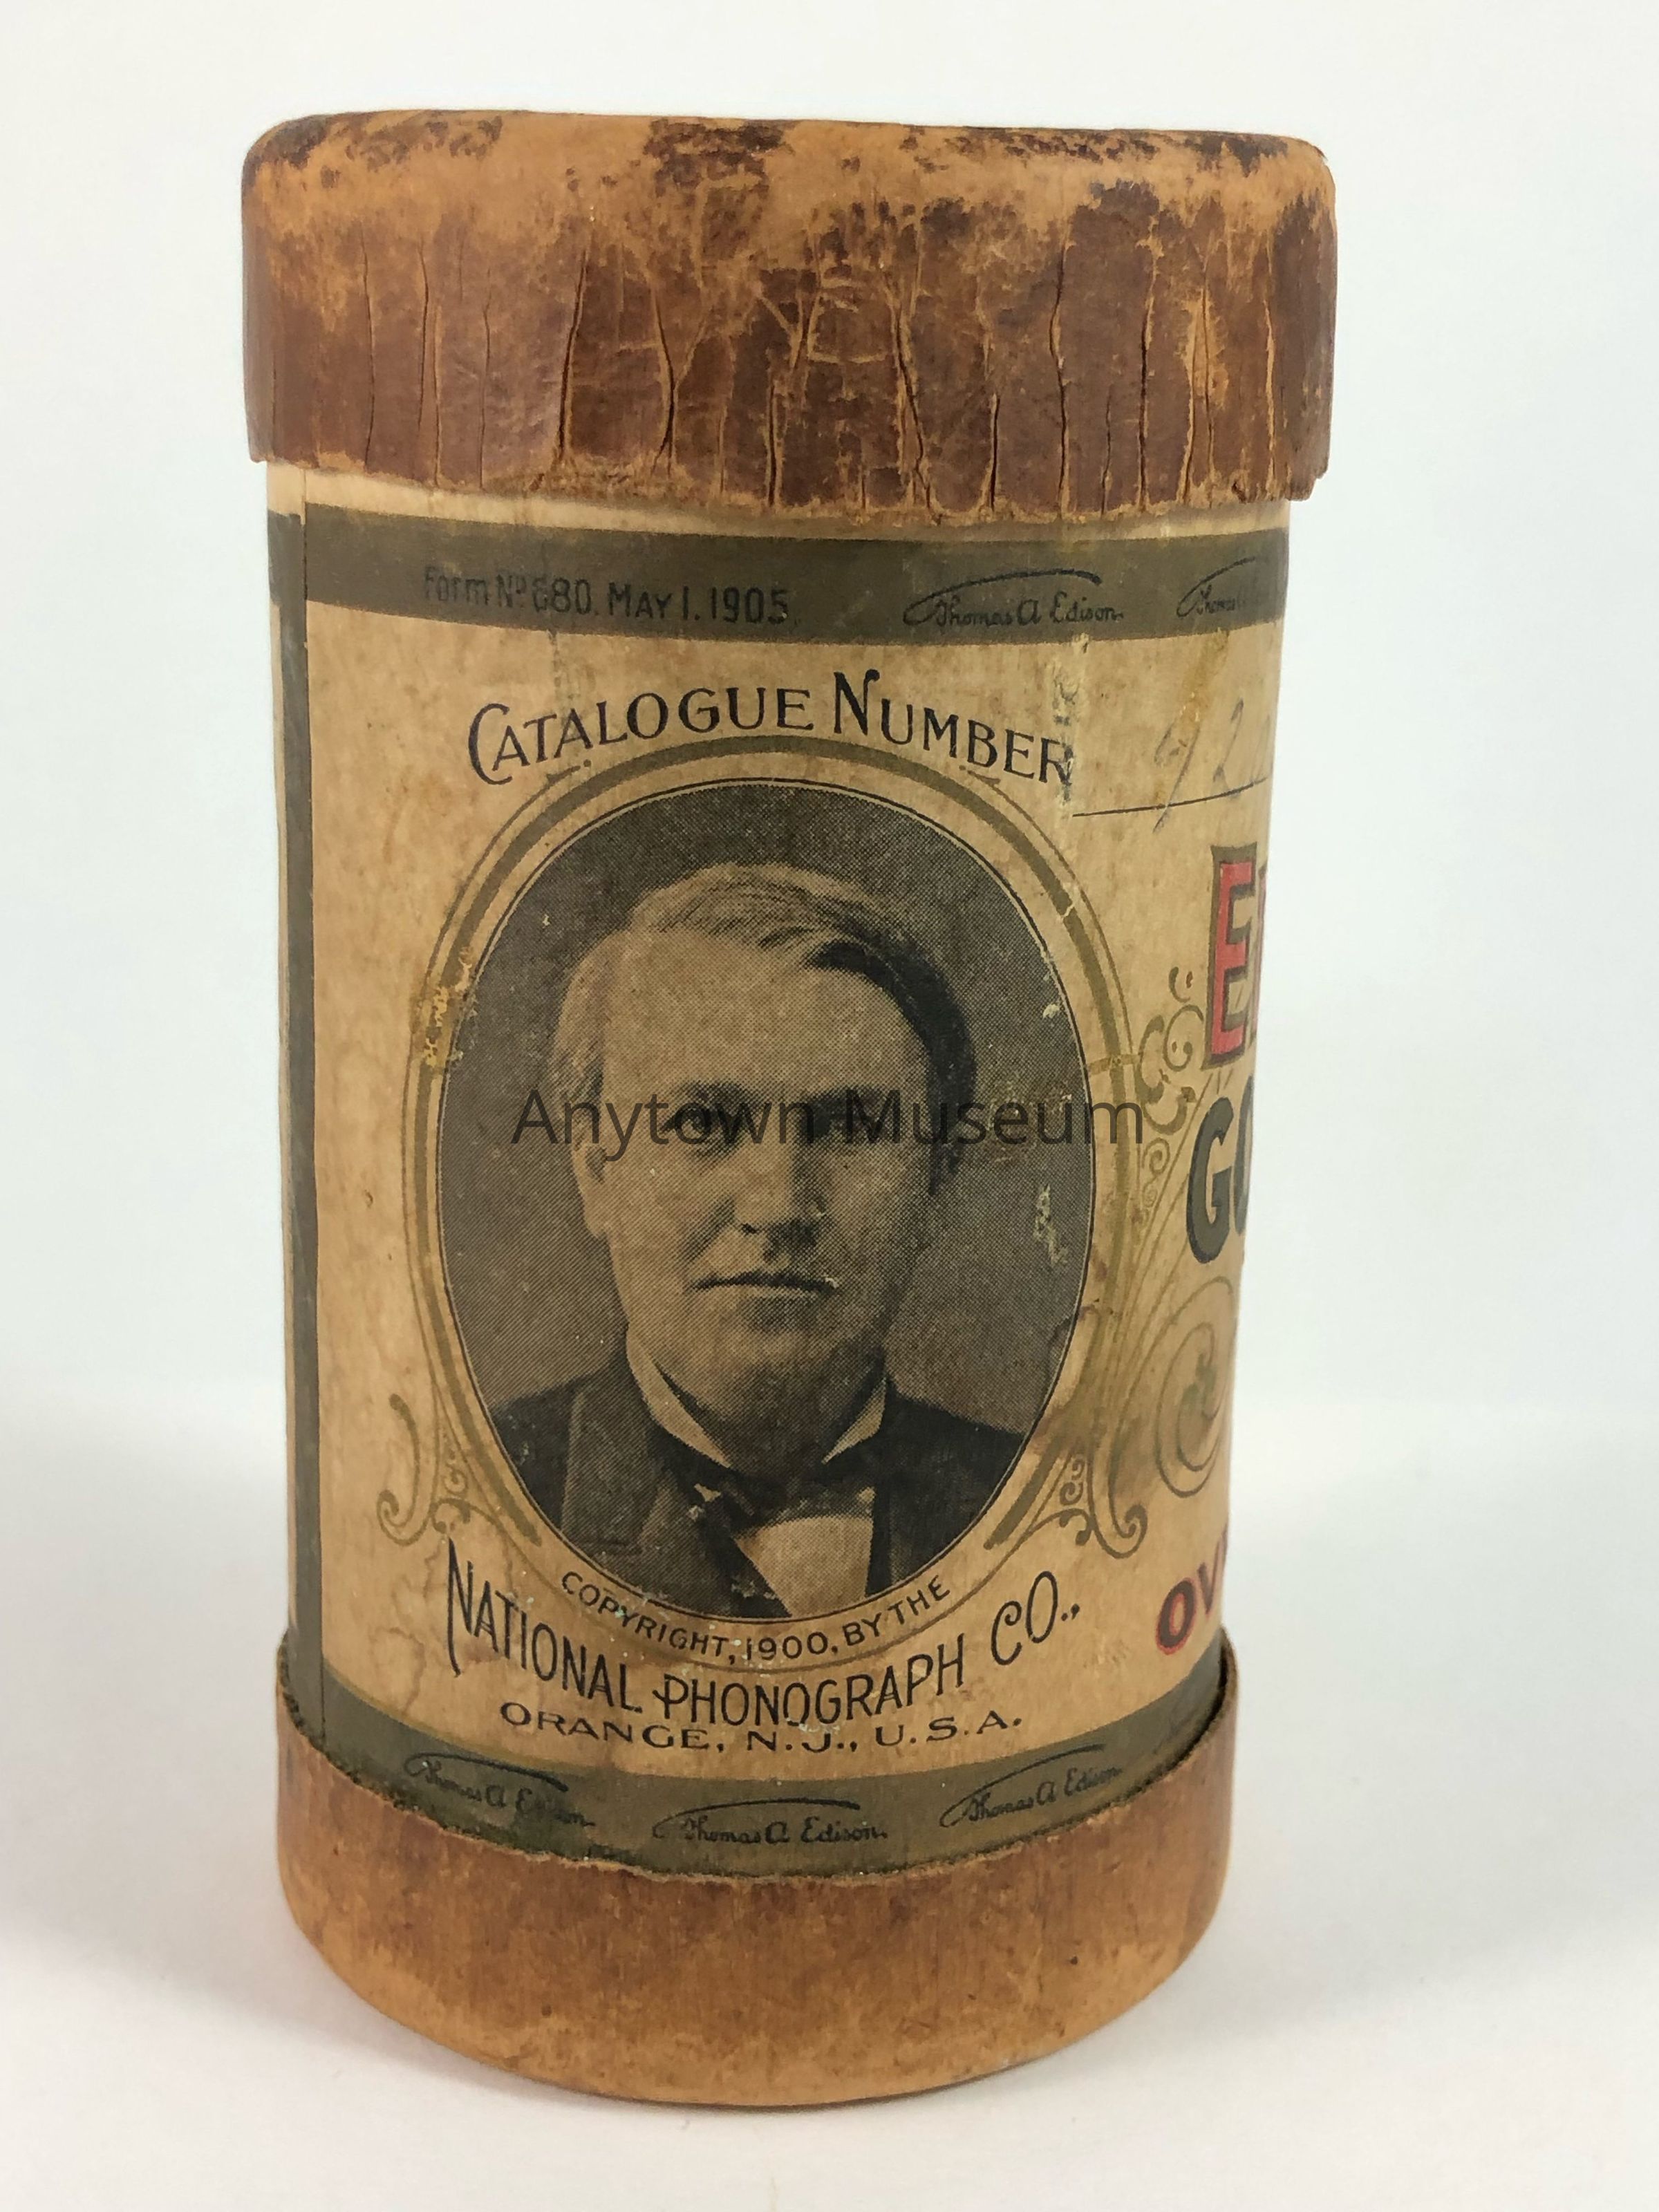 Form No 680. MAY 1. 1905.
Thomas A Edison
Thomas A
CATALOGUE NUMBER
Anytown Museum
COPYRIGHT, 1900, BY THE
NATIONAL PHONOGRAPH CO.,
ORANGE, N.J., U.S.A.
Thomas A Edison
Thomas A Edison
Thomas A Edison